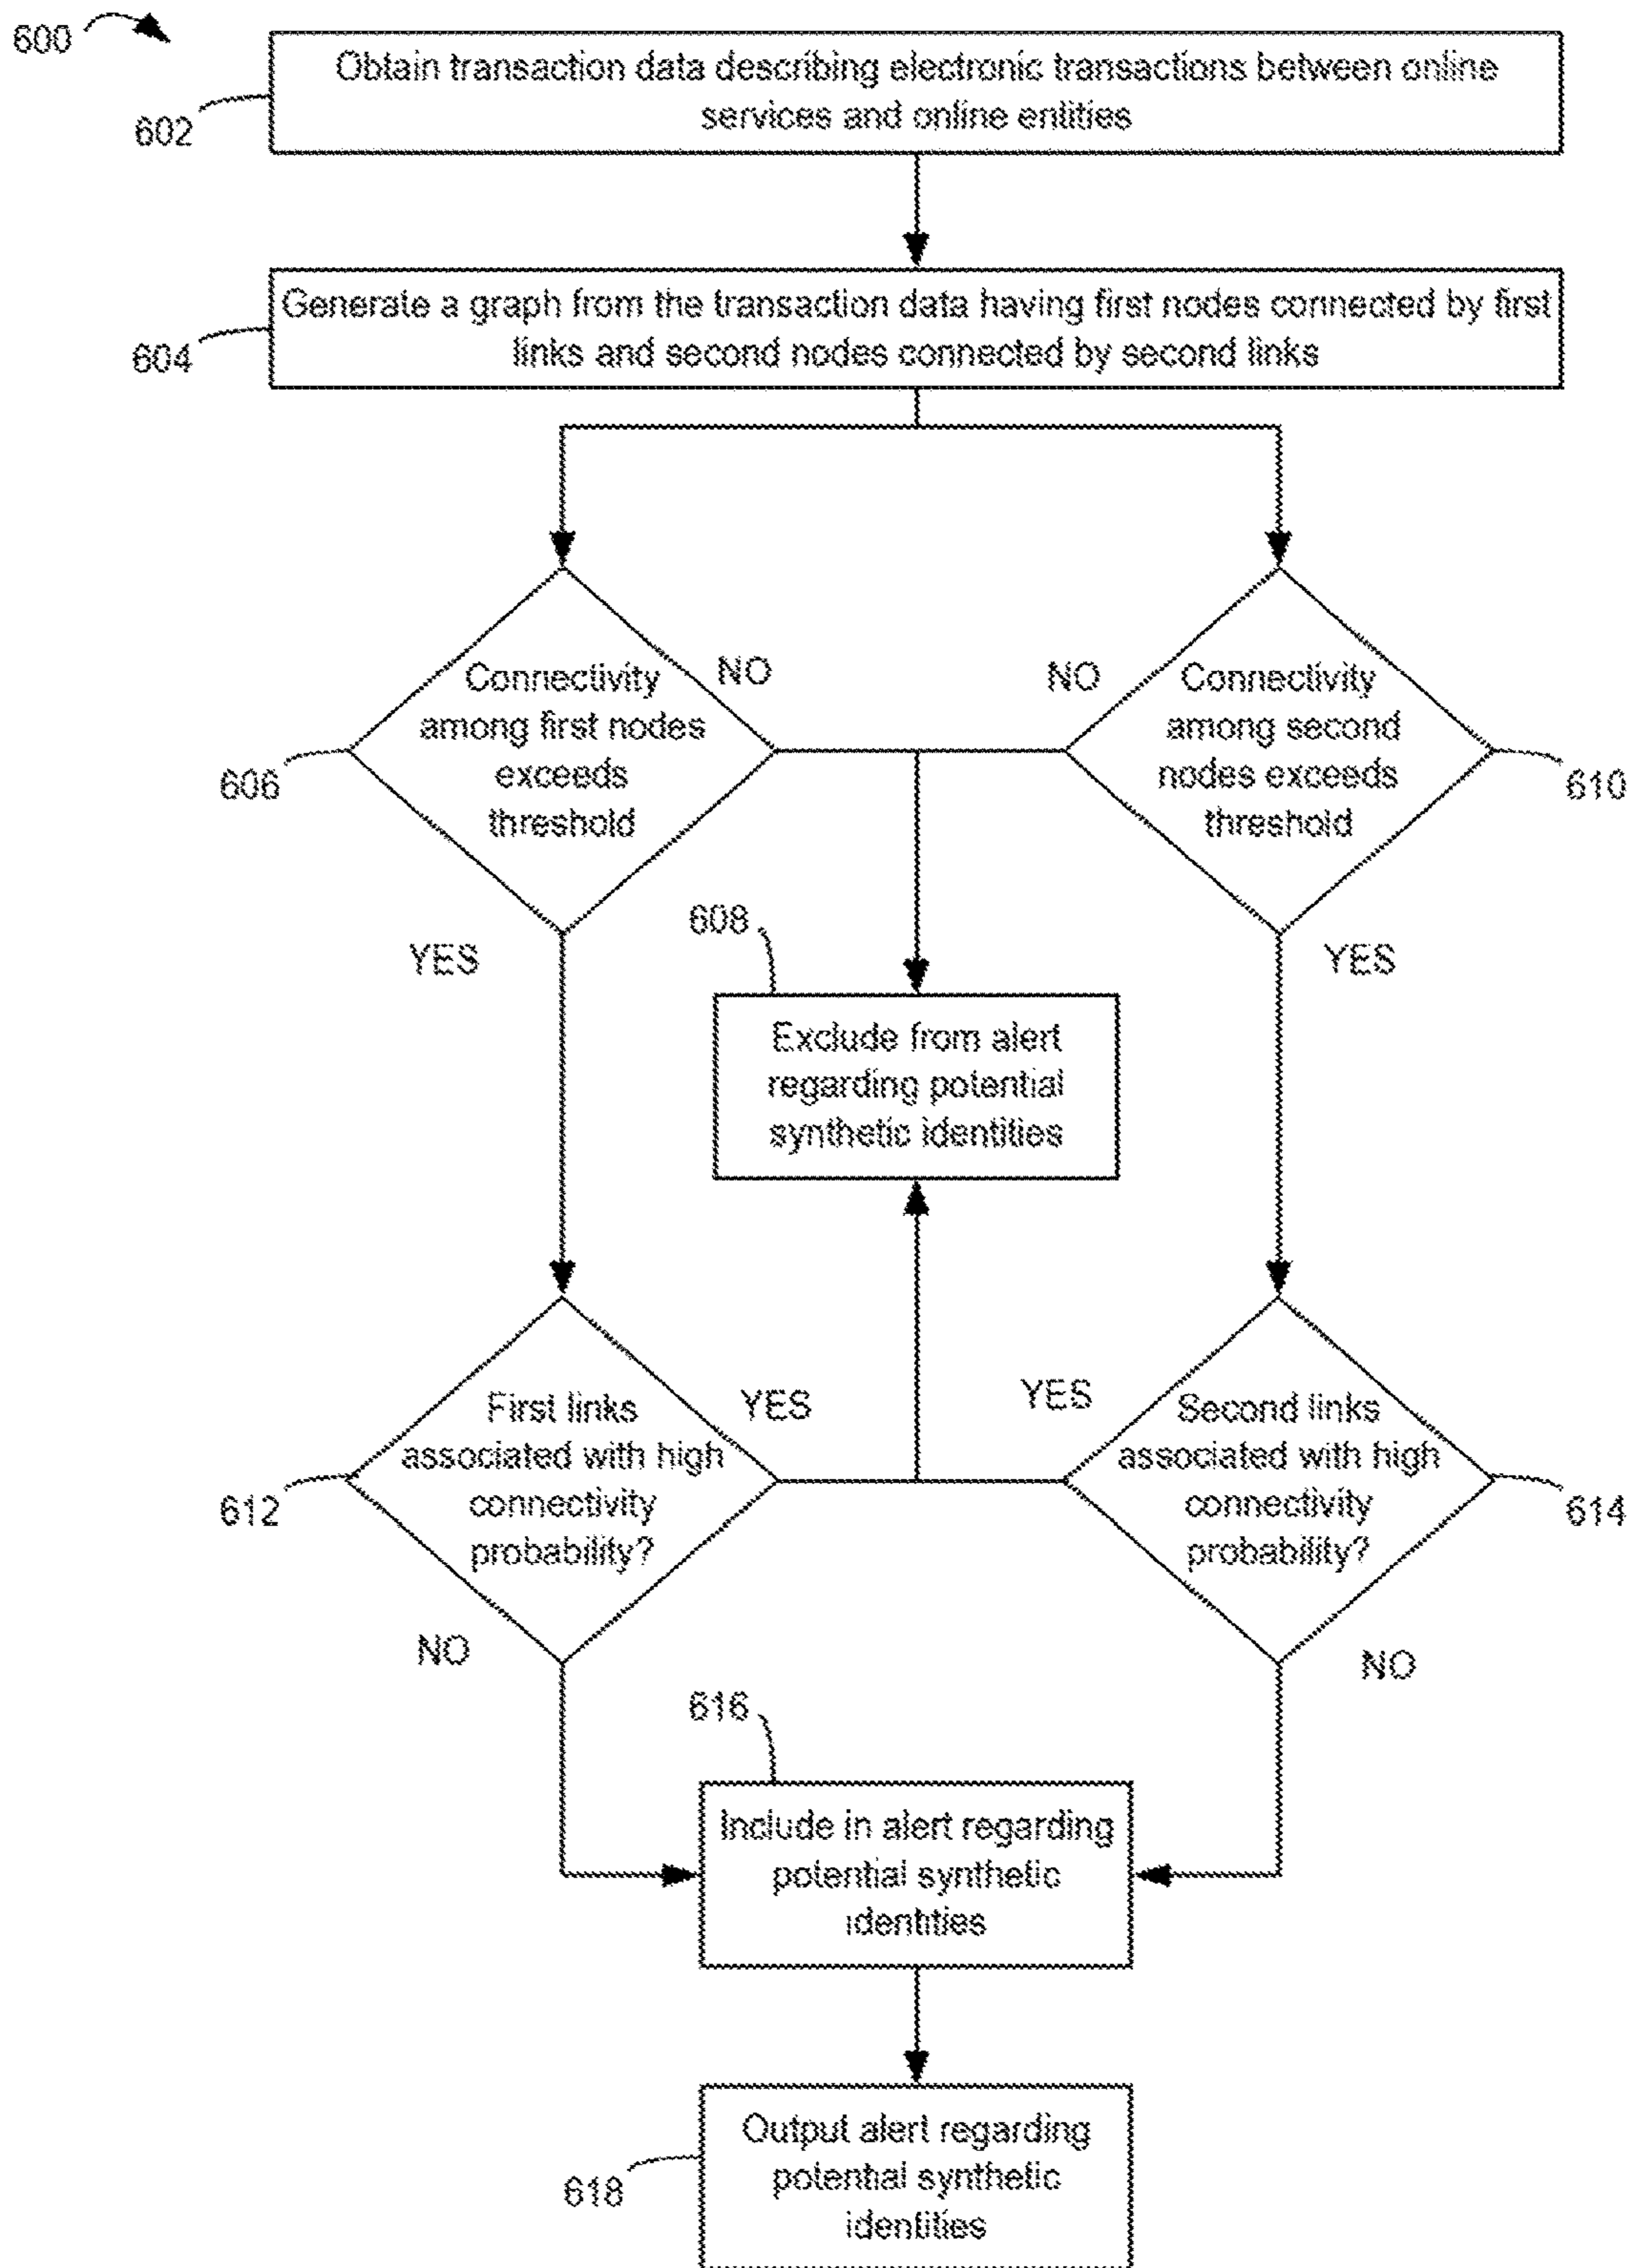 600
Obtain transaction data describing electronic transactions between online
services and online entities
602
Generate a graph from the transaction data having first nodes connected by first
links and second nodes connected by second links
604
Connectivity
among first nodes
exceeds
threshold
NO
606
YES
NO
Connectivity
among second
nodes exceeds
threshold
610
YES
608
Exclude from alert
regarding potential
synthetic identities
First links
associated with high
connectivity
probability?
YES
612
NO
YES
Second links
associated with high
connectivity
probability?
614
NO
616
Include in alert regarding
potential synthetic
identities
Output alert regarding
potential synthetic
identities
618